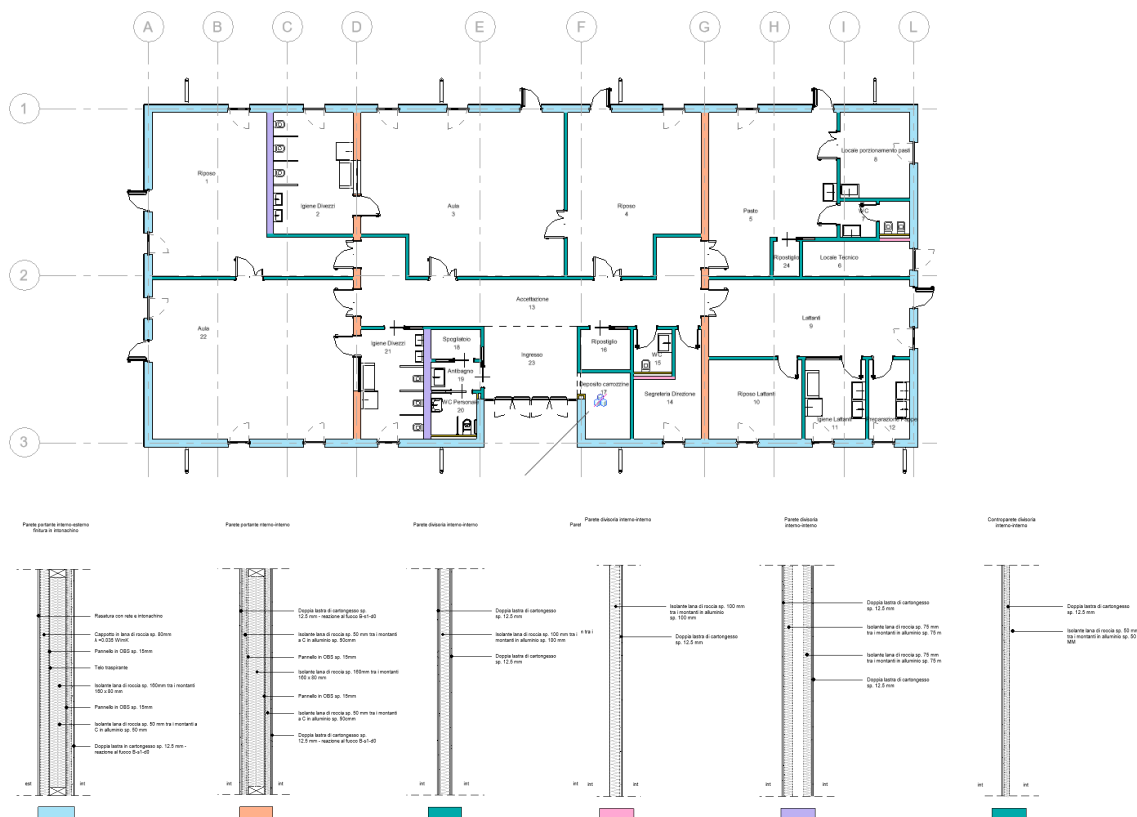 A B C D E F G H I L
1
Riposo
1
Igiene Divezzi
2
Aula
3
Riposo
4
Pasto
5
Locale porzionamento pasti
8
WC
7
Ripostiglio
24
Locale Tecnico
6
2
Accettazione
13
Aula
22
Igiene Divezzi
21
Spogliatoio
18
Antibagno
19
WC Personale
20
Ingresso
23
Ripostiglio
16
WC
15
Deposito carrozzine
17
Segreteria Direzione
14
Lattanti
9
Riposo Lattanti
10
Igiene Lattanti
11
Preparazione Pappe
12
3
Parete portante interno-esterno
finitura in intonachino
Rasatura con rete e intonachino
Cappotto in lana di roccia sp. 80mm
Pannello in OBS sp. 15mm
Telo traspirante
Isolante lana di roccia sp. 160mm tra i montanti
160 x 80 mm
Pannello in OBS sp. 15mm
Isolante lana di roccia sp. 50 mm tra i montanti a
C in alluminio sp. 50 mm
Doppia lastra in cartongesso sp. 12.5 mm -
reazione al fuoco B-s1-d0
est int
Parete portante interno-interno
Doppia lastra di cartongesso sp.
12.5 mm - reazione al fuoco B-s1-d0
Isolante lana di roccia sp. 50 mm tra i montanti
a C in alluminio sp. 50cmm
Pannello in OBS sp. 15mm
Isolante lana di roccia sp. 160mm tra i montanti
160 x 80 mm
Pannello in OBS sp. 15mm
Isolante lana di roccia sp. 50 mm tra i montanti
a C in alluminio sp. 50cmm
Doppia lastra di cartongesso sp.
12.5 mm - reazione al fuoco B-s1-d0
int int
Parete divisoria interno-interno
Doppia lastra di cartongesso
sp. 12.5 mm
Isolante lana di roccia sp. 100 mm tra i
montanti in alluminio sp. 100 mm
Doppia lastra di cartongesso
sp. 12.5 mm
int int
Paret
Parete divisoria interno-interno
n tra i
Isolante lana di roccia sp. 100 mm
tra i montanti in alluminio
sp. 100 mm
Doppia lastra di cartongesso
sp. 12.5 mm
int int
Parete divisoria
interno-interno
Doppia lastra di cartongesso
sp. 12.5 mm
Isolante lana di roccia sp. 75 mm
tra i montanti in alluminio sp. 75 m
Isolante lana di roccia sp. 75 mm
tra i montanti in alluminio sp. 75 m
Doppia lastra di cartongesso
sp. 12.5 mm
int int
Controparete divisoria
interno-interno
Doppia lastra di cartongesso
sp. 12.5 mm
Isolante lana di roccia sp. 50 mm
tra i montanti in alluminio sp. 50
MM
int int